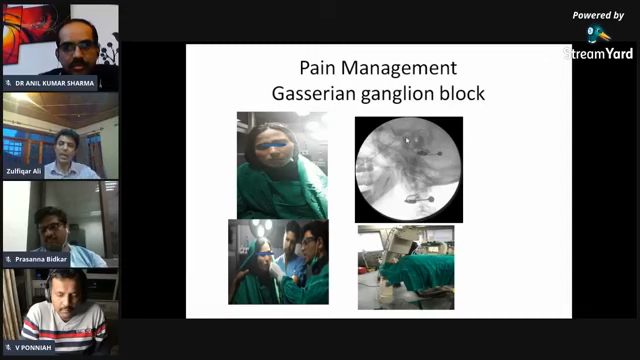 Powered by
StreamYard
Pain Management
Gasserian ganglion block
DR ANIL KUMAR SHARMA
Zulfiqar Ali
Prasanna Bidkar
V PONNIAH